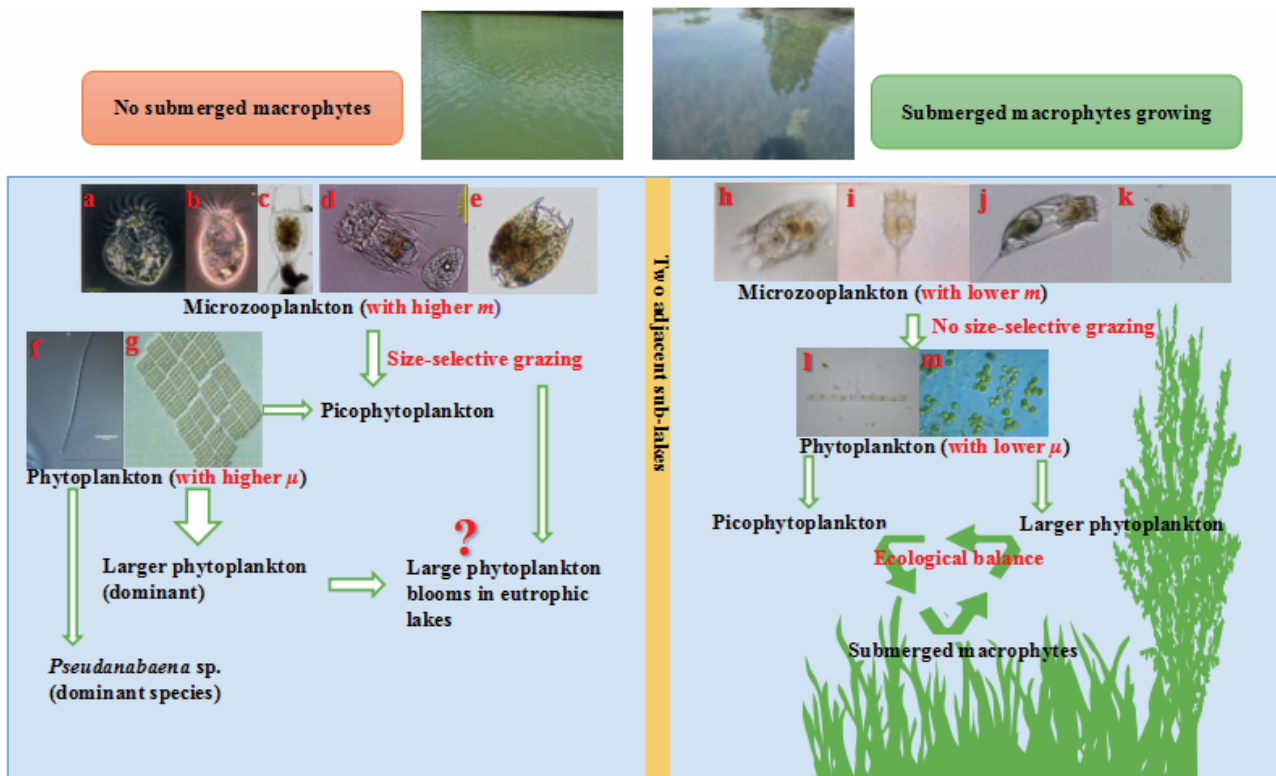 No submerged macrophytes
Submerged macrophytes growing
a
b
c
d
e
Microzooplankton (with higher m)
Size-selective grazing
f
g
Picophytoplankton
Phytoplankton (with higher μ)
Larger phytoplankton
(dominant)
?
Large phytoplankton
blooms in eutrophic
lakes
Pseudanabaena sp.
(dominant species)
Two adjacent sub-lakes
h
i
j
k
Microzooplankton (with lower m)
No size-selective grazing
l
m
Phytoplankton (with lower μ)
Picophytoplankton
Larger phytoplankton
Ecological balance
Submerged macrophytes